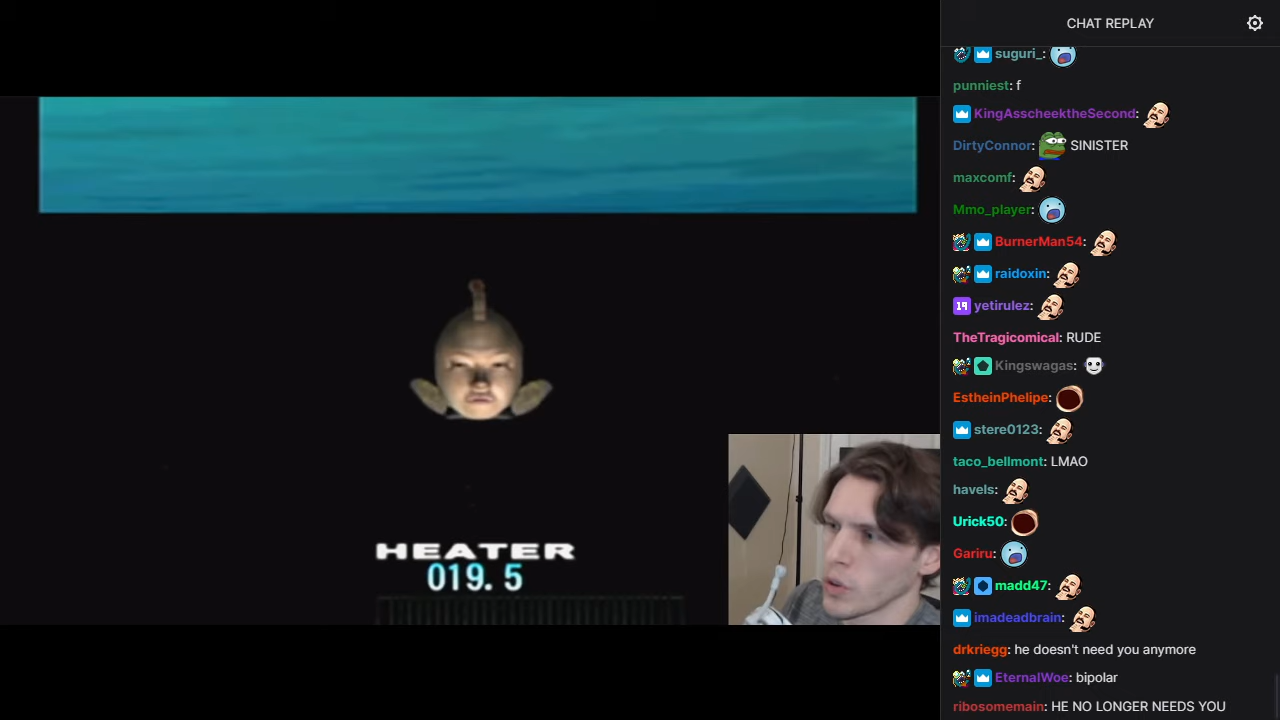 CHAT REPLAY
suguri_:
punniest: f
KingAsscheektheSecond:
DirtyConnor: SINISTER
maxcomf:
Mmo_player:
BurnerMan54:
raidoxin:
19 yetirulez:
TheTragicomical: RUDE
Kingswagas:
EstheinPhelipe:
stere0123:
taco_bellmont: LMAO
havels:
Urick50:
Gariru:
madd47:
imadeadbrain:
drkriegg: he doesn't need you anymore
EternalWoe: bipolar
ribosomemain: HE NO LONGER NEEDS YOU
HEATER
019.5